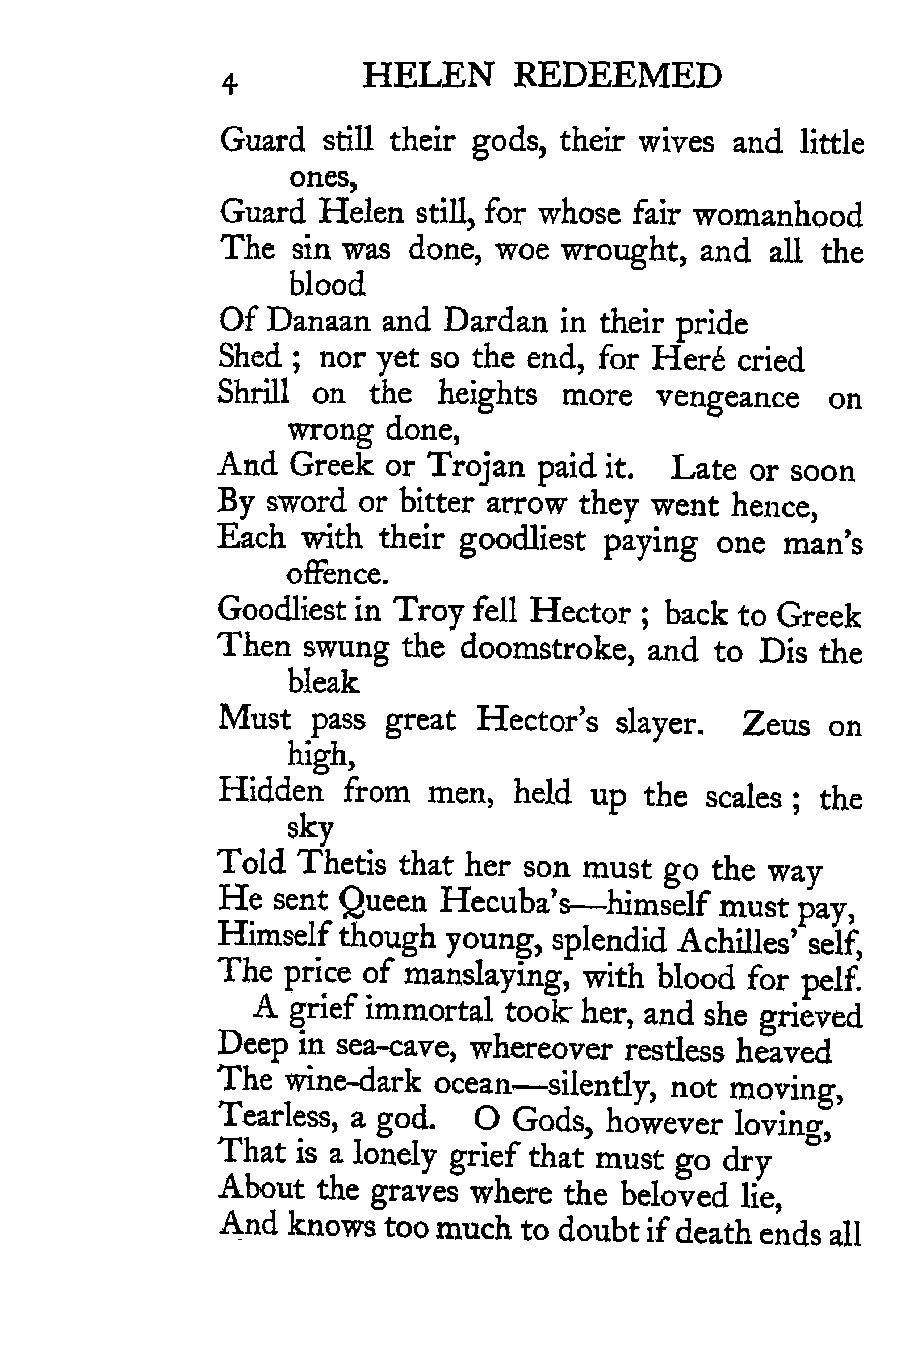 4 HELEN REDEEMED
Guard still their gods, their wives and little
ones,
Guard Helen still, for whose fair womanhood
The sin was done, woe wrought, and all the
blood
Of Danaan and Dardan in their pride
Shed ; nor yet so the end, for Heré cried
Shrill on the heights more vengeance on
wrong done,
And Greek or Trojan paid it. Late or soon
By sword or bitter arrow they went hence,
Each with their goodliest paying one man's
offence.
Goodliest in Troy fell Hector ; back to Greek
Then swung the doomstroke, and to Dis the
bleak
Must pass great Hector's slayer. Zeus on
high,
Hidden from men, held up the scales ; the
sky
Told Thetis that her son must go the way
He sent Queen Hecuba's—himself must pay,
Himself though young, splendid Achilles' self,
The price of manslaying, with blood for pelf.
A grief immortal took her, and she grieved
Deep in sea-cave, whereover restless heaved
The wine-dark ocean—silently, not moving,
Tearless, a god. O Gods, however loving,
That is a lonely grief that must go dry
About the graves where the beloved lie,
And knows too much to doubt if death ends all